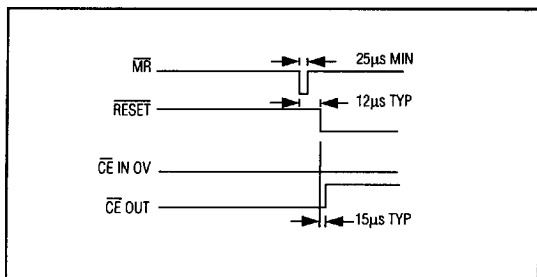 MR 25µs MIN
RESET 12µs TYP
CE IN OV
CE OUT
15µs TYP